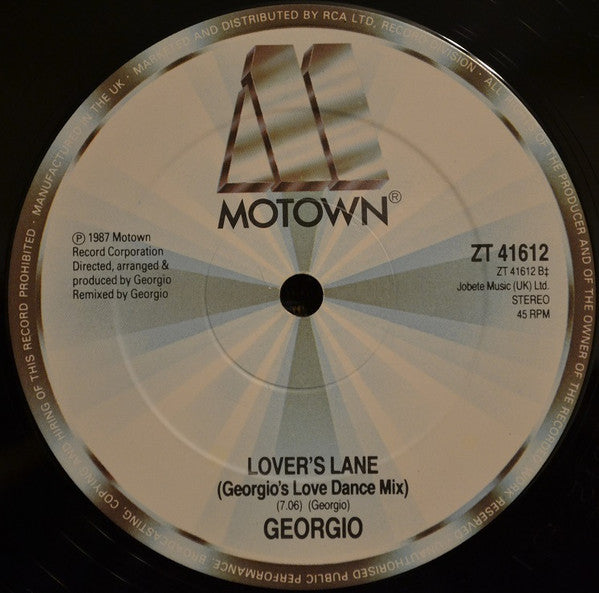 MANUFACTURED IN THE UK · MARKETED AND DISTRIBUTED BY RCA LTD. RECORD DIVISION · ALL RIGHTS OF THE PRODUCER AND OF THE OWNER OF THE RECORDED WORK RESERVED
UNAUTHORISED PUBLIC PERFORMANCE, BROADCASTING, COPYING AND HIRING OF THIS RECORD PROHIBITED ·
MOTOWN®
℗ 1987 Motown
Record Corporation
Directed, arranged &
produced by Georgio
Remixed by Georgio
ZT 41612
ZT 41612 B‡
Jobete Music (UK) Ltd.
STEREO
45 RPM
LOVER'S LANE
(Georgio's Love Dance Mix)
(7.06) (Georgio)
GEORGIO